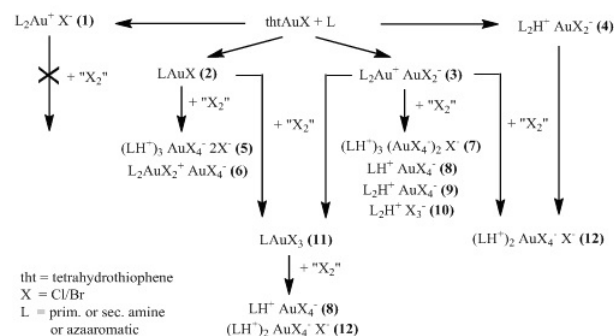 L₂Au⁺ X⁻ (1) thtAuX + L L₂H⁺ AuX₂⁻ (4)
+ "X₂" LAuX (2) L₂Au⁺ AuX₂⁻ (3)
+ "X₂" + "X₂" + "X₂" + "X₂"
(LH⁺)₃ AuX₄⁻ 2X⁻ (5) (LH⁺)₃ (AuX₄⁻)₂ X⁻ (7)
L₂AuX₂⁺ AuX₄⁻ (6) LH⁺ AuX₄⁻ (8)
L₂H⁺ AuX₄⁻ (9)
L₂H⁺ X₃⁻ (10)
LAuX₃ (11) (LH⁺)₂ AuX₄⁻ X⁻ (12)
+ "X₂"
LH⁺ AuX₄⁻ (8)
(LH⁺)₂ AuX₄⁻ X⁻ (12)
tht = tetrahydrothiophene
X = Cl/Br
L = prim. or sec. amine
or azaaromatic